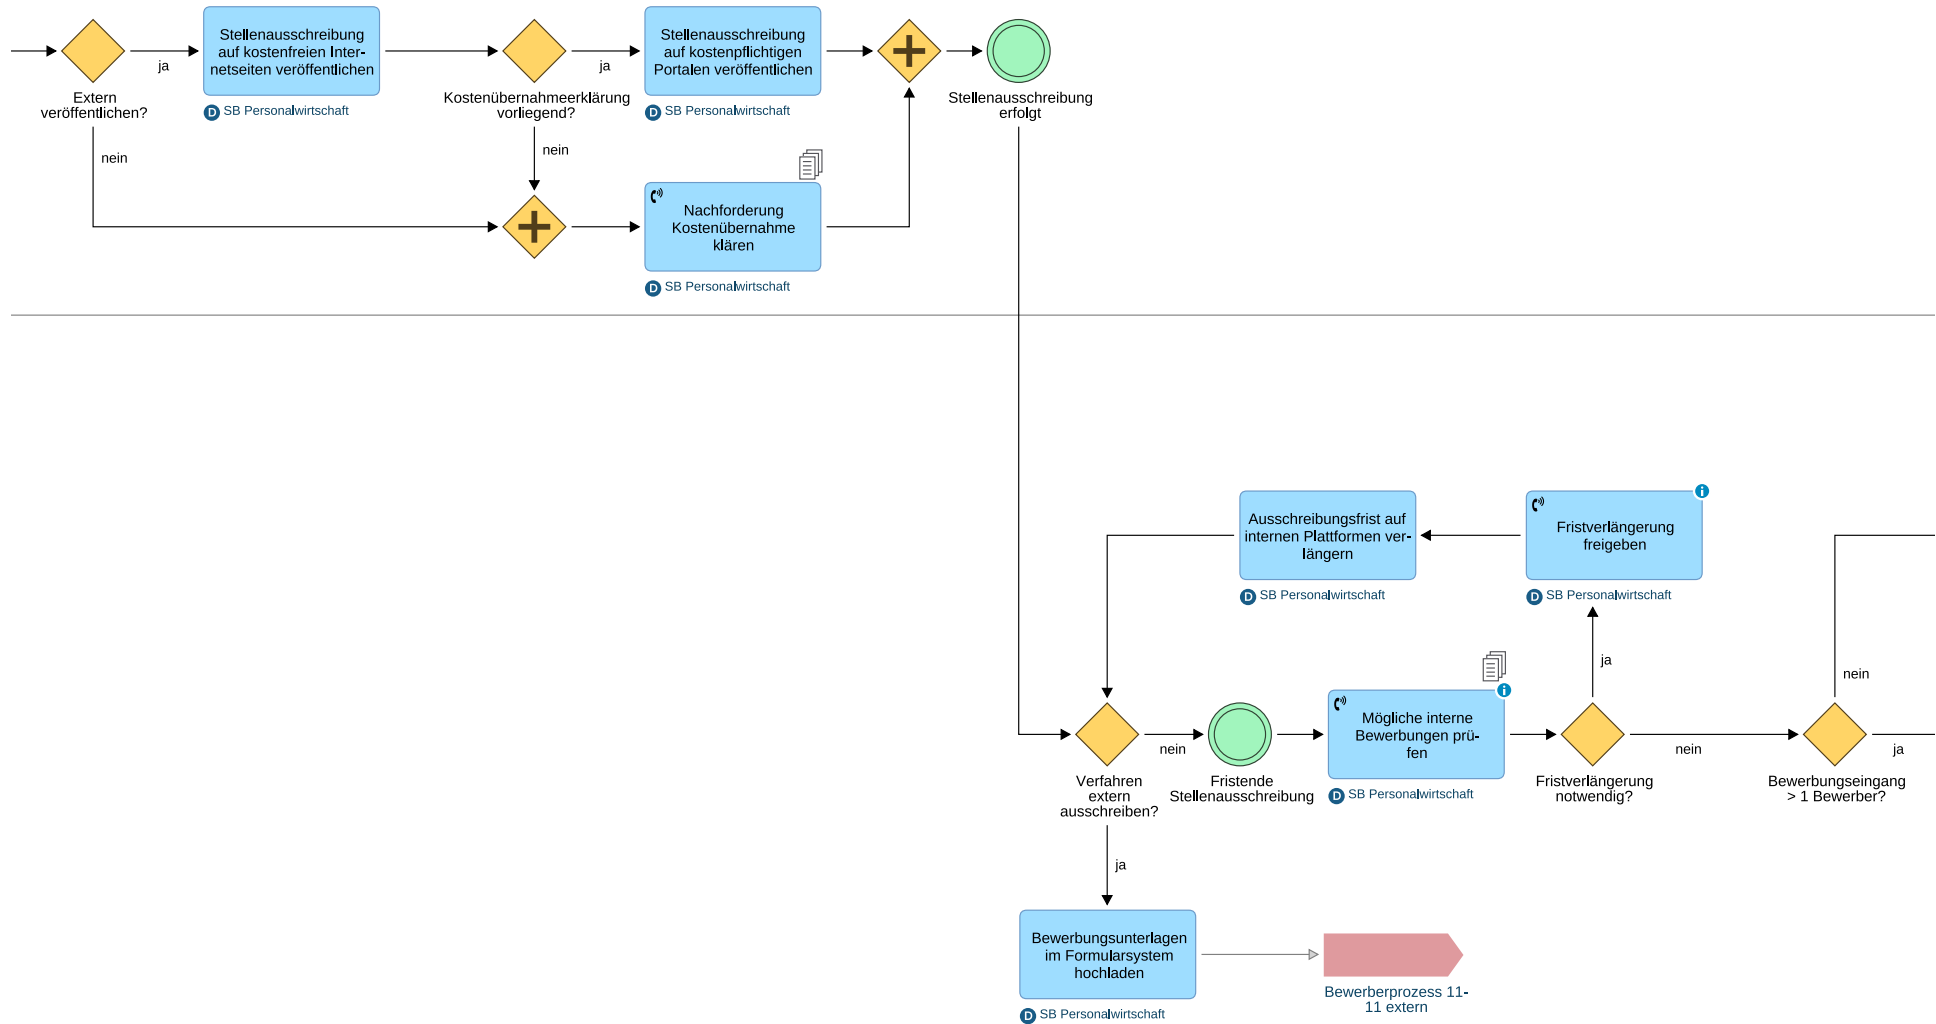 Stellenausschreibung
auf kostenfreien Inter-
netseiten veröffentlichen
Stellenausschreibung
auf kostenpflichtigen
Portalen veröffentlichen
ja
ja
Extern
veröffentlichen?
D SB Personalwirtschaft
Kostenübernahmeerklärung
vorliegend?
D SB Personalwirtschaft
Stellenausschreibung
erfolgt
nein
nein
Nachforderung
Kostenübernahme
klären
D SB Personalwirtschaft
Ausschreibungsfrist auf
internen Plattformen ver-
längern
D SB Personalwirtschaft
i
Fristverlängerung
freigeben
D SB Personalwirtschaft
ja
nein
i
Mögliche interne
Bewerbungen prü-
fen
D SB Personalwirtschaft
nein
nein
ja
Verfahren
extern
ausschreiben?
Fristende
Stellenausschreibung
Fristverlängerung
notwendig?
Bewerbungseingang
> 1 Bewerber?
ja
Bewerbungsunterlagen
im Formularsystem
hochladen
D SB Personalwirtschaft
Bewerberprozess 11-
11 extern